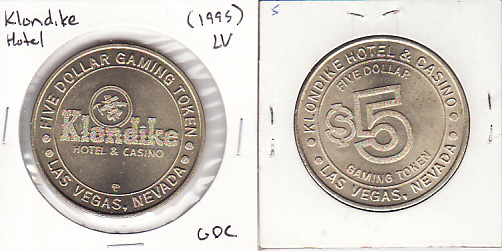 Klondike
Hotel
(1995)
LV
FIVE DOLLAR GAMING TOKEN
Klondike
HOTEL & CASINO
LAS VEGAS, NEVADA
GDC
5
KLONDIKE HOTEL & CASINO
FIVE DOLLAR
$5
GAMING TOKEN
LAS VEGAS, NEVADA